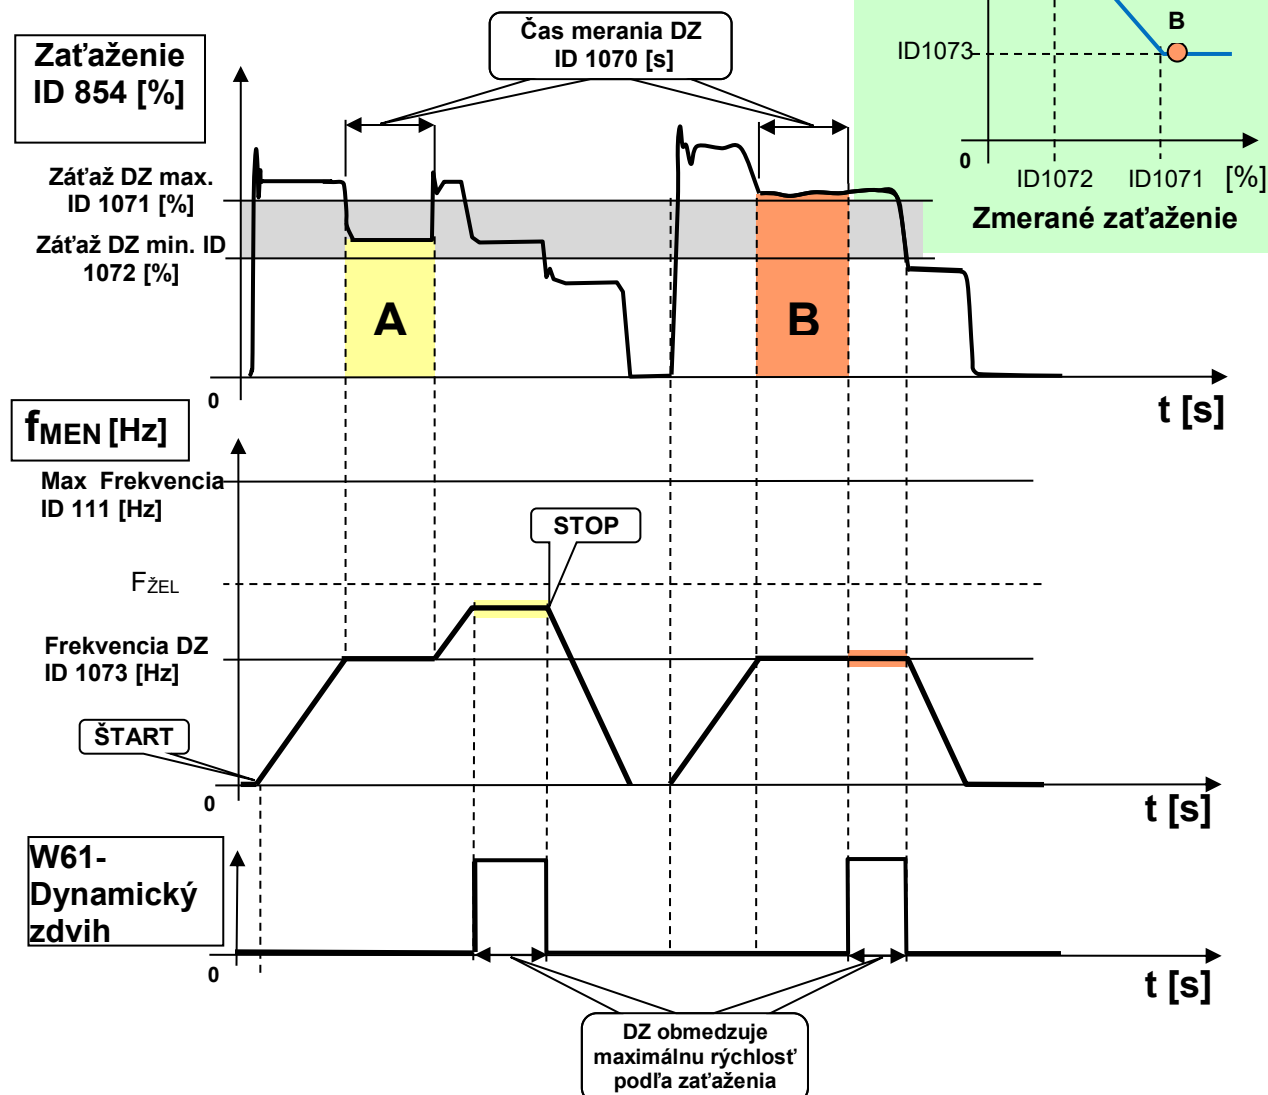 Zaťaženie
ID 854 [%]
Čas merania DZ
ID 1070 [s]
B
ID1073
0
ID1072
ID1071
[%]
Zmerané zaťaženie
Záťaž DZ max.
ID 1071 [%]
Záťaž DZ min. ID
1072 [%]
A
B
0
t [s]
fMEN [Hz]
Max Frekvencia
ID 111 [Hz]
STOP
FŽEL
Frekvencia DZ
ID 1073 [Hz]
ŠTART
0
t [s]
W61-
Dynamický
zdvih
0
t [s]
DZ obmedzuje
maximálnu rýchlosť
podľa zaťaženia